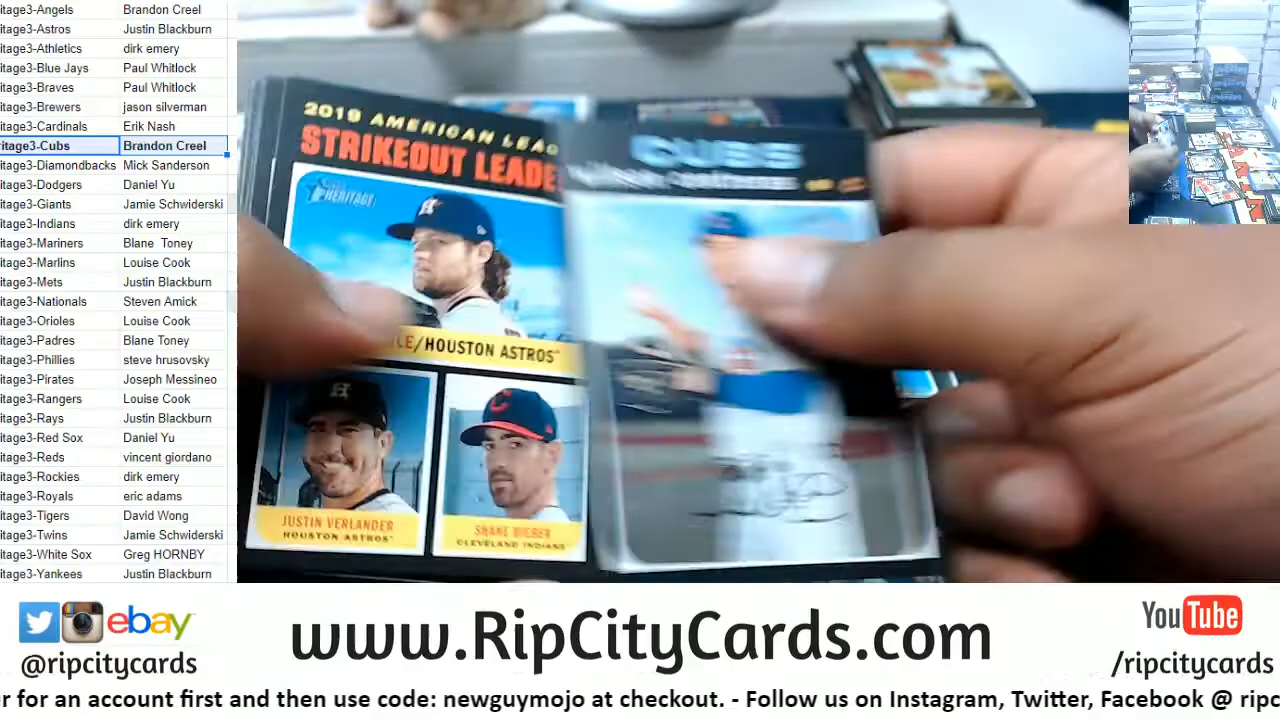 itage3-Angels Brandon Creel
itage3-Astros Justin Blackburn
itage3-Athletics dirk emery
itage3-Blue Jays Paul Whitlock
itage3-Braves Paul Whitlock
itage3-Brewers jason silverman
itage3-Cardinals Erik Nash
ritage3-Cubs Brandon Creel
itage3-Diamondbacks Mick Sanderson
itage3-Dodgers Daniel Yu
itage3-Giants Jamie Schwiderski
itage3-Indians dirk emery
itage3-Mariners Blane Toney
itage3-Marlins Louise Cook
itage3-Mets Justin Blackburn
itage3-Nationals Steven Amick
itage3-Orioles Louise Cook
itage3-Padres Blane Toney
itage3-Phillies steve hrusovsky
itage3-Pirates Joseph Messineo
itage3-Rangers Louise Cook
itage3-Rays Justin Blackburn
itage3-Red Sox Daniel Yu
itage3-Reds vincent giordano
itage3-Rockies dirk emery
itage3-Royals eric adams
itage3-Tigers David Wong
itage3-Twins Jamie Schwiderski
itage3-White Sox Greg HORNBY
itage3-Yankees Justin Blackburn
2019 AMERICAN LEAG
STRIKEOUT LEADE
HERITAGE
LE/HOUSTON ASTROS
JUSTIN VERLANDER
HOUSTON ASTROS
SHANE BIEBER
CLEVELAND INDIANS
CUBS
ebay
@ripcitycards
www.RipCityCards.com
YouTube
/ripcitycards
er for an account first and then use code: newguymojo at checkout. - Follow us on Instagram, Twitter, Facebook @ ripc